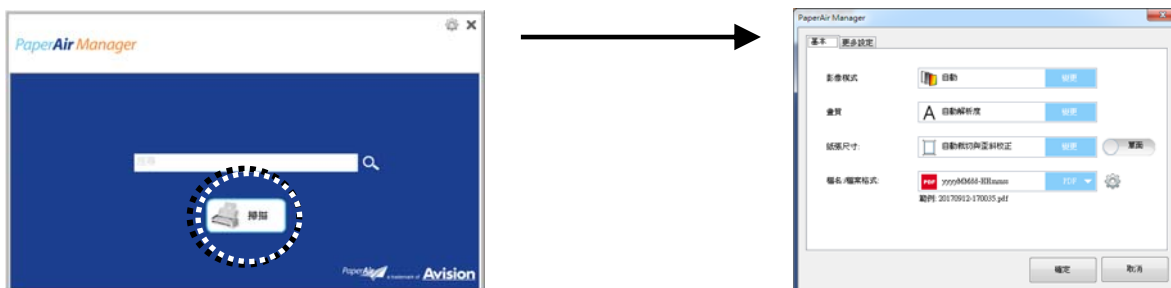 PaperAir Manager
搜尋
掃描
PaperAir a trademark of Avision
PaperAir Manager
基本 更多設定
影像模式 自動 變更
畫質 A 自動解析度 變更
紙張尺寸: 自動裁切與歪斜校正 變更 單面
檔名/檔案格式: PDF yyyyMMdd-HHmmss PDF
範例: 20170912-170035.pdf
確定 取消